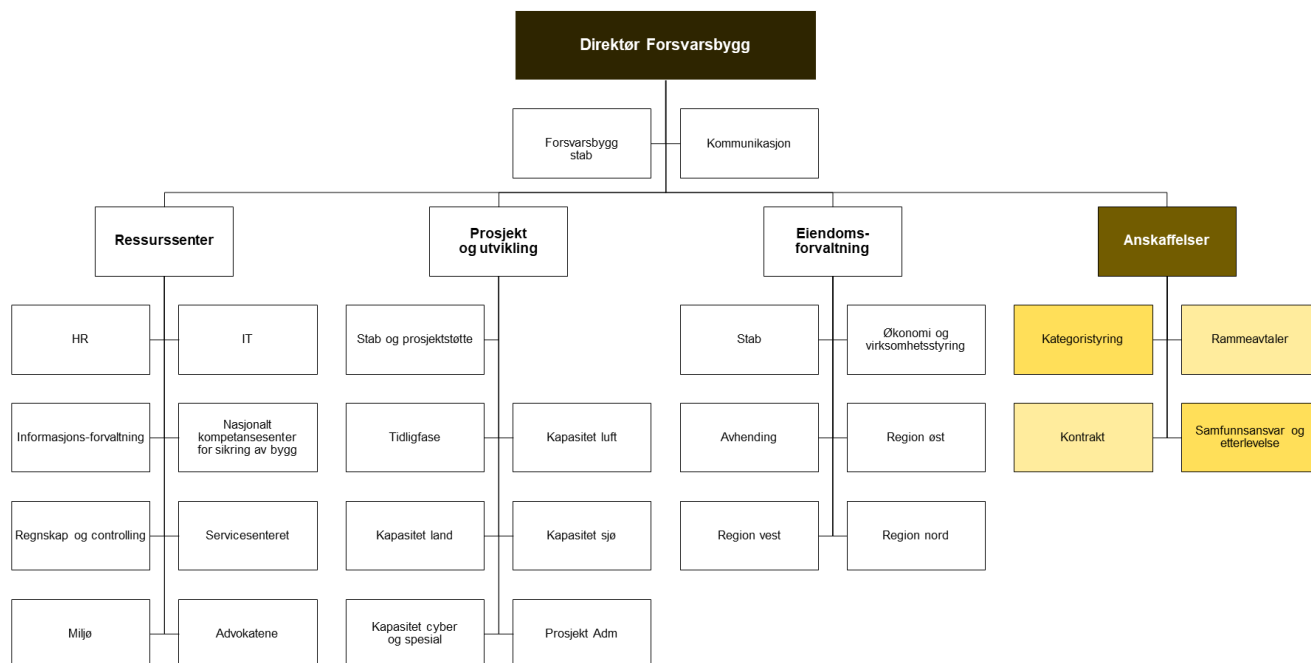 Direktør Forsvarsbygg
Forsvarsbygg
stab
Kommunikasjon
Ressurssenter
Prosjekt
og utvikling
Eiendoms-
forvaltning
Anskaffelser
HR
IT
Stab og prosjektstøtte
Stab
Økonomi og
virksomhetsstyring
Kategoristyring
Rammeavtaler
Informasjons-forvaltning
Nasjonalt
kompetansesenter
for sikring av bygg
Tidligfase
Kapasitet luft
Avhending
Region øst
Kontrakt
Samfunnsansvar og
etterlevelse
Regnskap og controlling
Servicesenteret
Kapasitet land
Kapasitet sjø
Region vest
Region nord
Miljø
Advokatene
Kapasitet cyber
og spesial
Prosjekt Adm